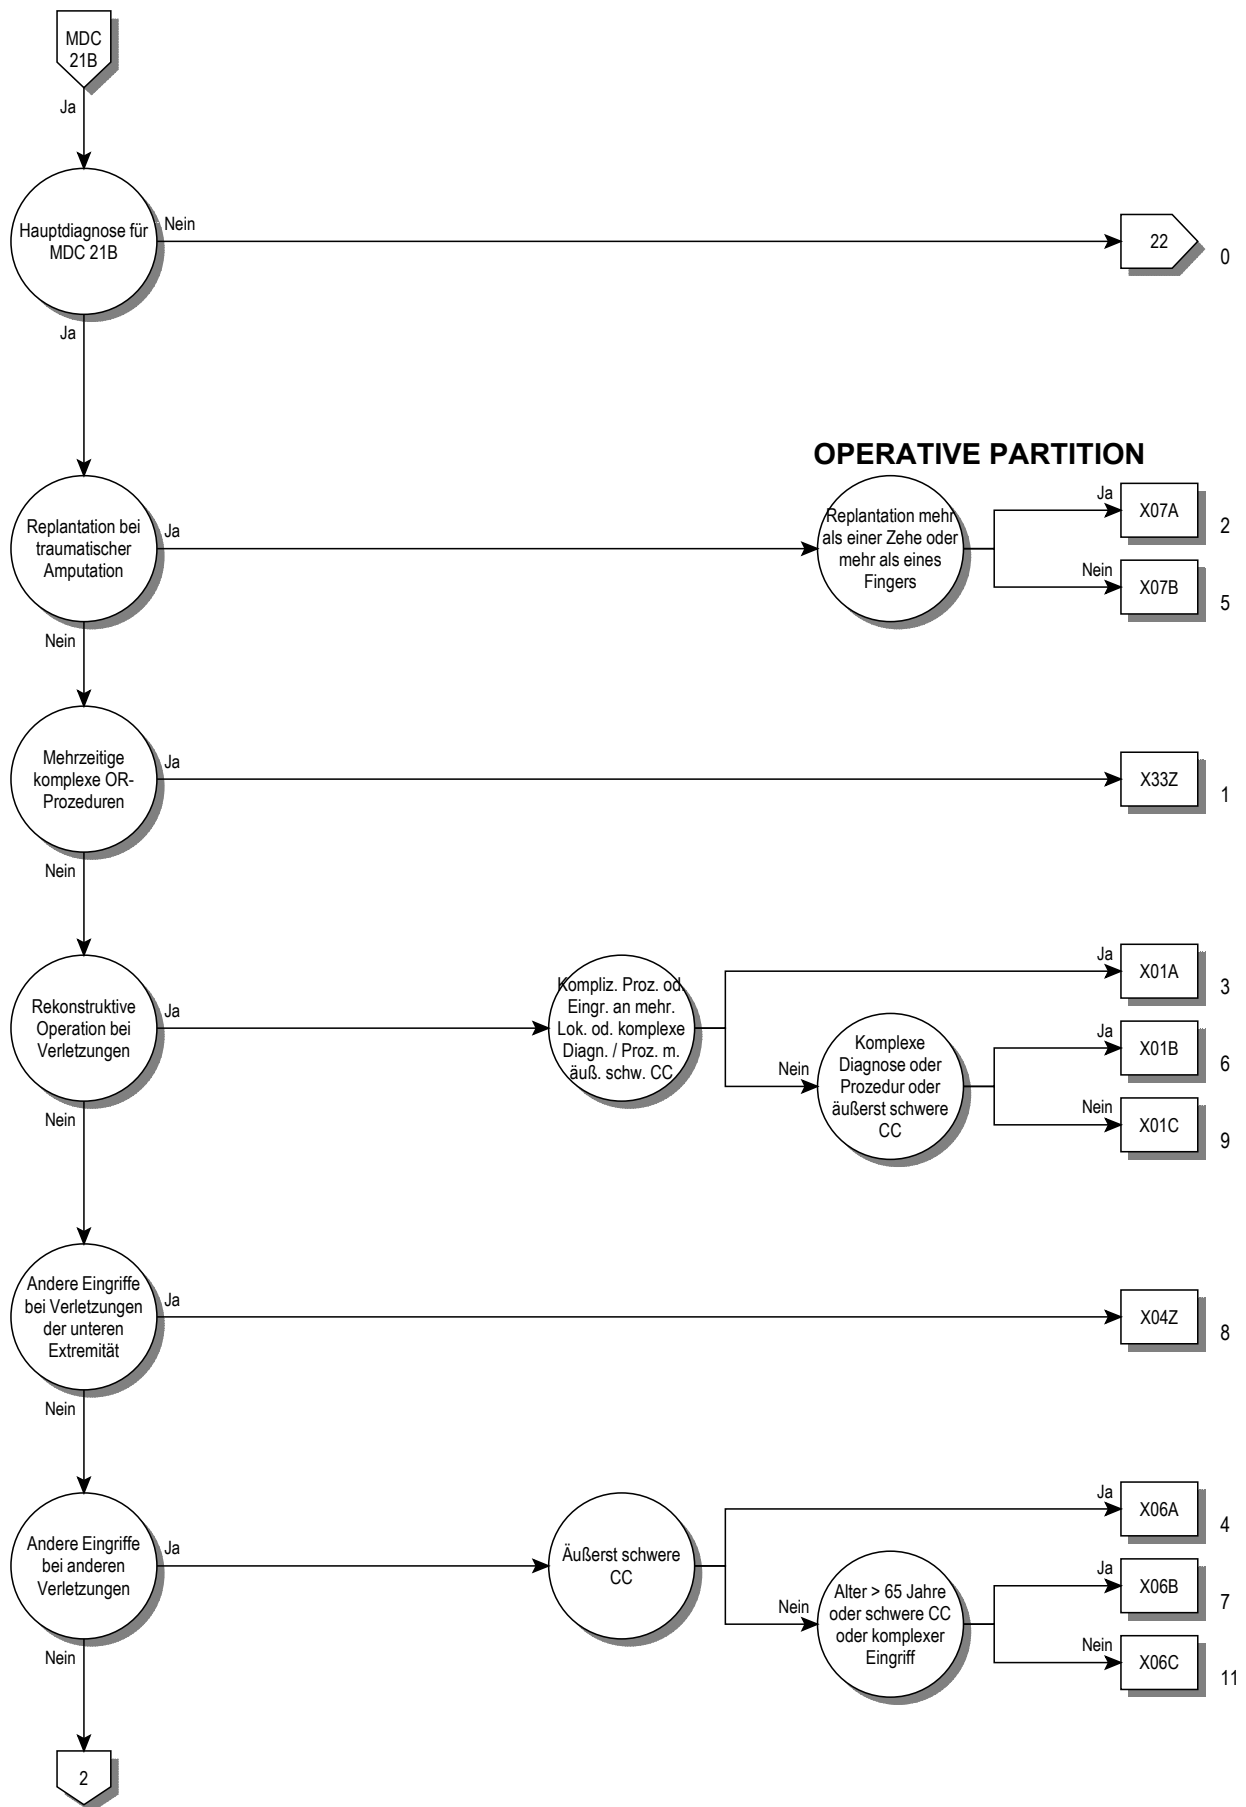 MDC
21B
Ja
Hauptdiagnose für
MDC 21B
Nein
22
0
Ja
OPERATIVE PARTITION
Replantation bei
traumatischer
Amputation
Ja
Replantation mehr
als einer Zehe oder
mehr als eines
Fingers
Ja
X07A
2
Nein
X07B
5
Nein
Mehrzeitige
komplexe OR-
Prozeduren
Ja
X33Z
1
Nein
Rekonstruktive
Operation bei
Verletzungen
Ja
Kompliz. Proz. od.
Eingr. an mehr.
Lok. od. komplexe
Diagn. / Proz. m.
äuß. schw. CC
Ja
X01A
3
Nein
Komplexe
Diagnose oder
Prozedur oder
äußerst schwere
CC
Ja
X01B
6
Nein
X01C
9
Nein
Andere Eingriffe
bei Verletzungen
der unteren
Extremität
Ja
X04Z
8
Nein
Andere Eingriffe
bei anderen
Verletzungen
Ja
Äußerst schwere
CC
Ja
X06A
4
Nein
Alter > 65 Jahre
oder schwere CC
oder komplexer
Eingriff
Ja
X06B
7
Nein
X06C
11
Nein
2